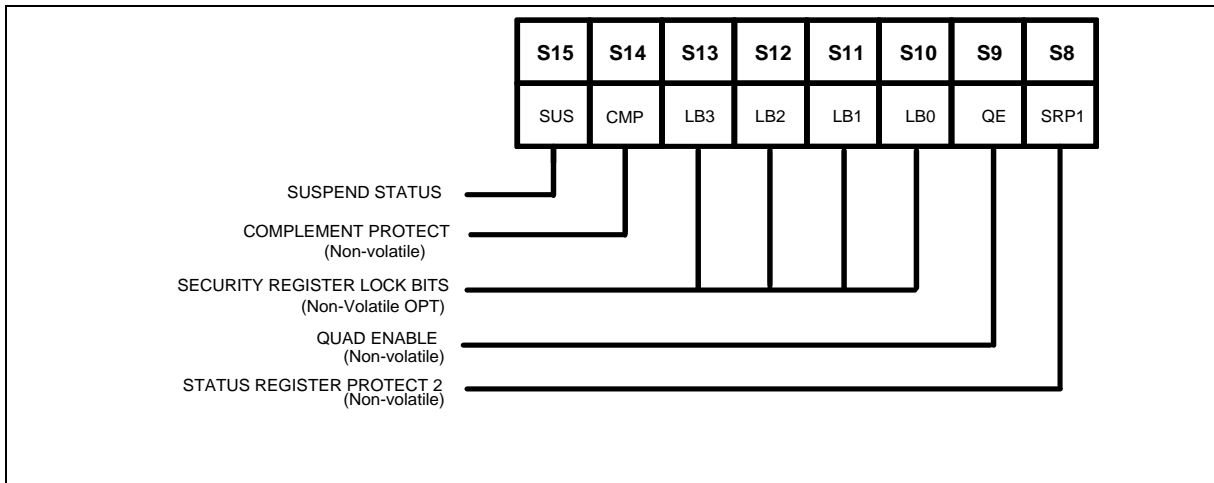 S15 S14 S13 S12 S11 S10 S9 S8
SUS CMP LB3 LB2 LB1 LB0 QE SRP1
SUSPEND STATUS
COMPLEMENT PROTECT
(Non-volatile)
SECURITY REGISTER LOCK BITS
(Non-Volatile OPT)
QUAD ENABLE
(Non-volatile)
STATUS REGISTER PROTECT 2
(Non-volatile)